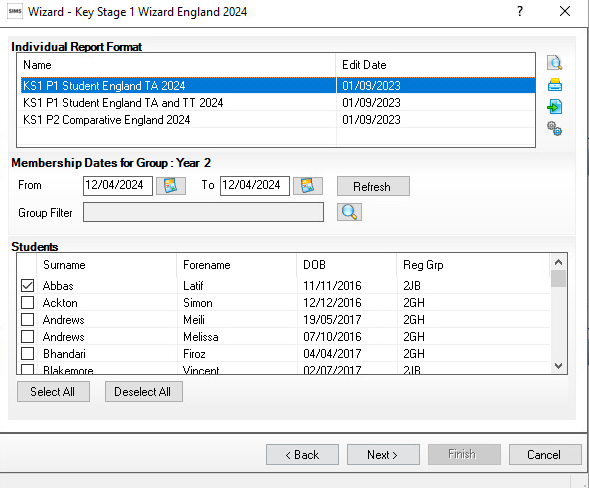 SIMS Wizard - Key Stage 1 Wizard England 2024 ?
Individual Report Format
Name Edit Date
KS1 P1 Student England TA 2024 01/09/2023
KS1 P1 Student England TA and TT 2024 01/09/2023
KS1 P2 Comparative England 2024 01/09/2023
Membership Dates for Group : Year 2
From 12/04/2024 To 12/04/2024 Refresh
Group Filter
Students
Surname Forename DOB Reg Grp
Abbas Latif 11/11/2016 2JB
Ackton Simon 12/12/2016 2GH
Andrews Meili 19/05/2017 2GH
Andrews Melissa 07/10/2016 2GH
Bhandari Firoz 04/04/2017 2GH
Blakemore Vincent 02/07/2017 2JB
Select All Deselect All
< Back Next > Finish Cancel